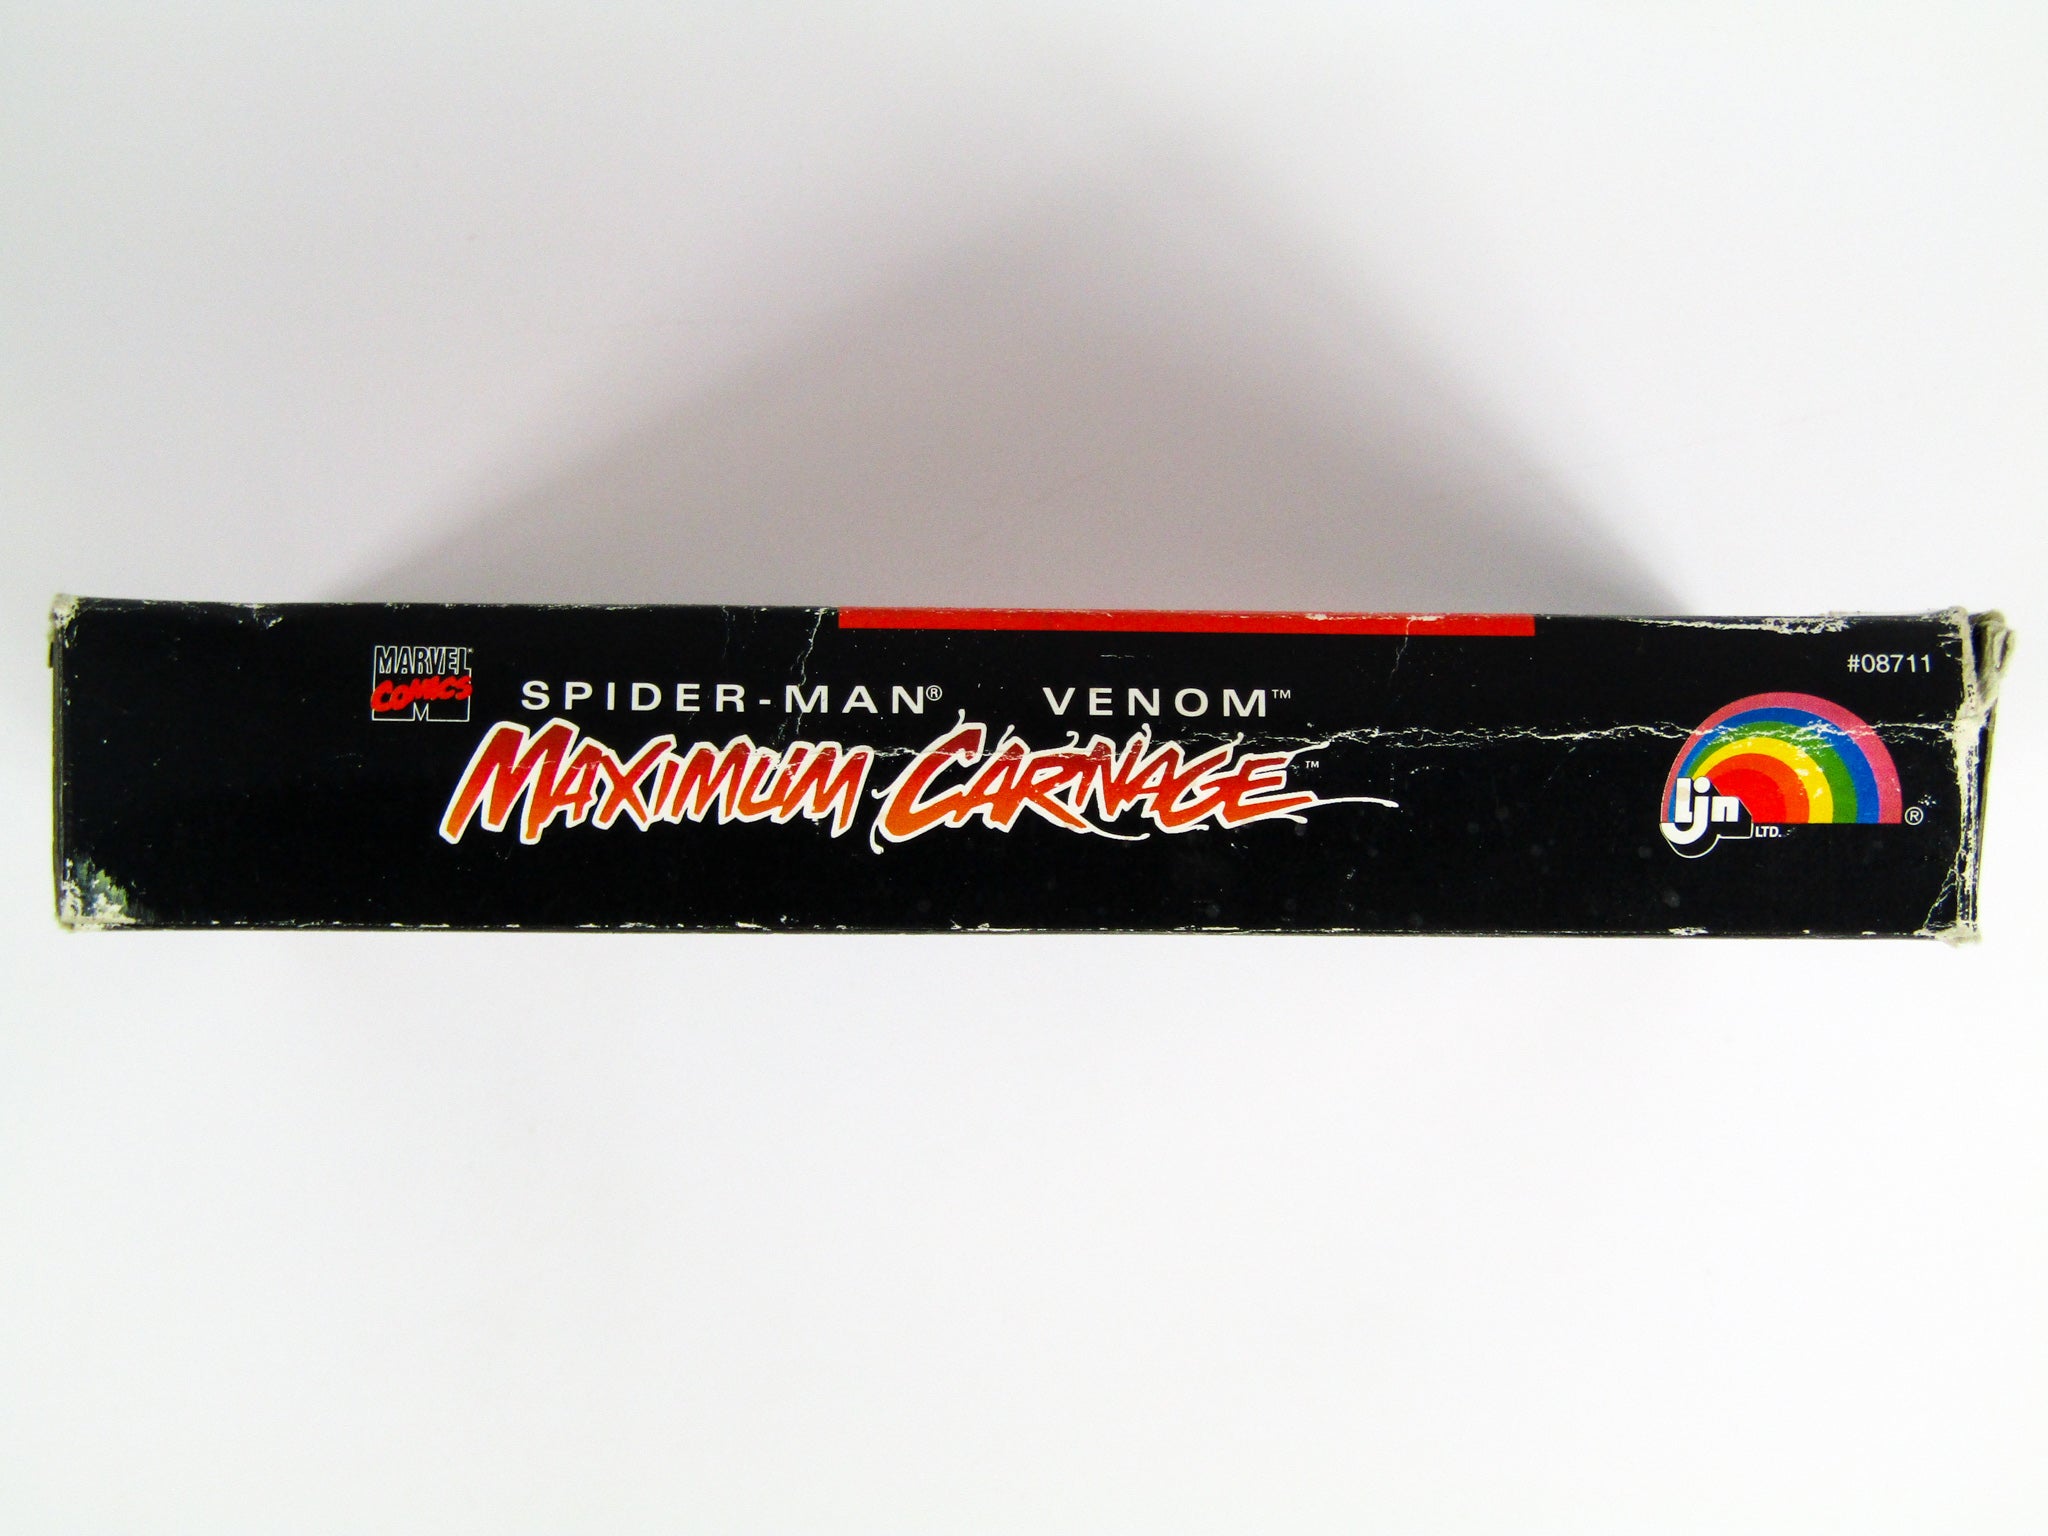 MARVEL
COMICS
M
SPIDER-MAN® VENOM™
MAXIMUM CARNAGE™
#08711
Ljn LTD. ®